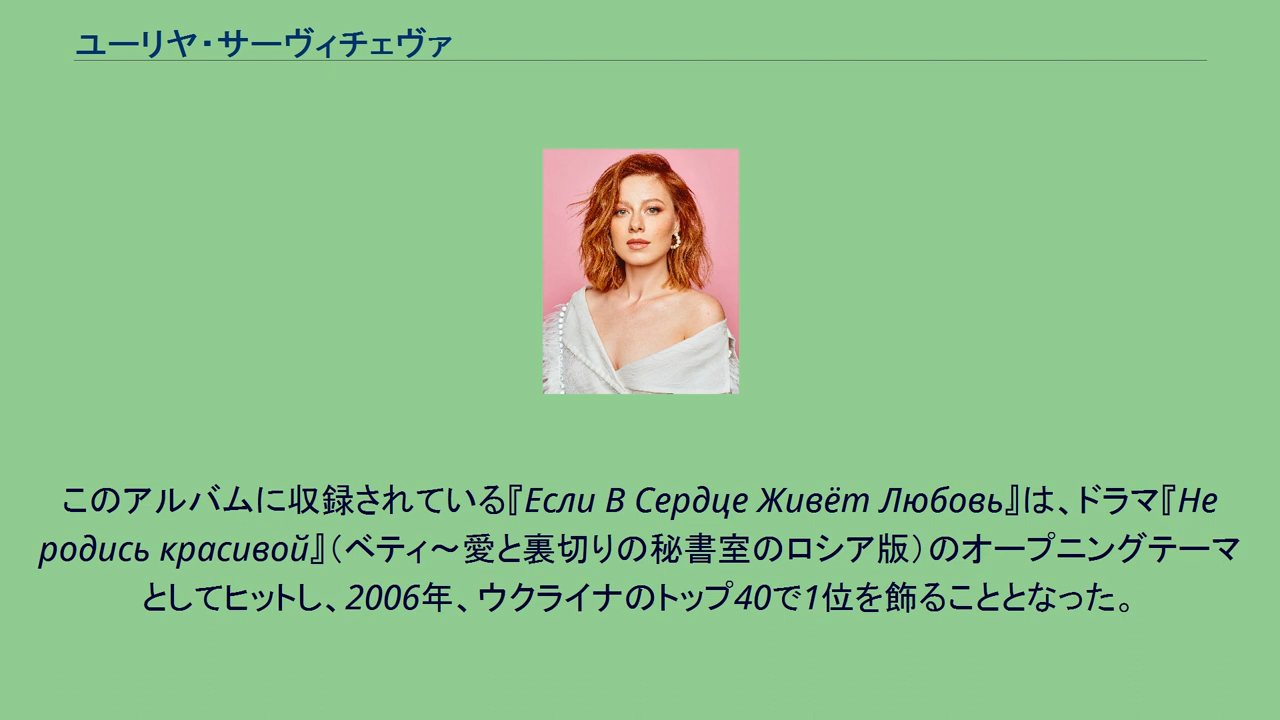 ユーリヤ・サーヴィチェヴァ
このアルバムに収録されている『Если В Сердце Живёт Любовь』は、ドラマ『Не
родись красивой』（ベティ～愛と裏切りの秘書室のロシア版）のオープニングテーマ
としてヒットし、2006年、ウクライナのトップ40で1位を飾ることとなった。